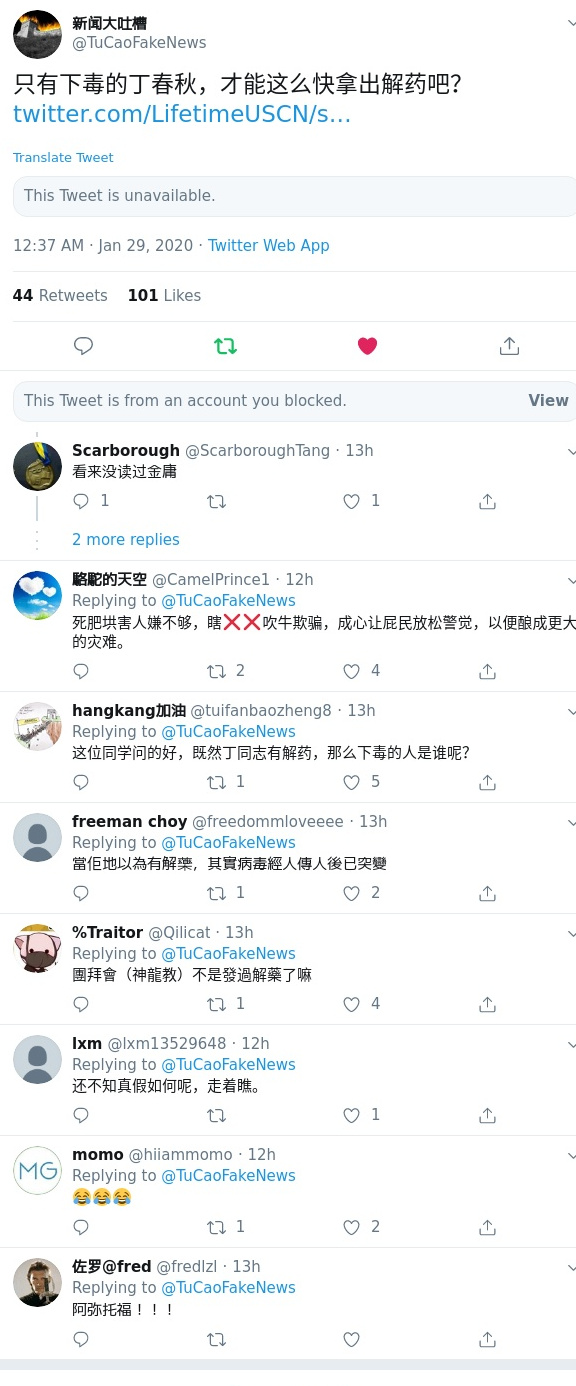 新闻大吐槽
@TuCaoFakeNews
只有下毒的丁春秋，才能这么快拿出解药吧？
twitter.com/LifetimeUSCN/s…
Translate Tweet
This Tweet is unavailable.
12:37 AM · Jan 29, 2020 · Twitter Web App
44 Retweets 101 Likes
This Tweet is from an account you blocked. View
Scarborough @ScarboroughTang · 13h
看来没读过金庸
1 1
2 more replies
駱駝的天空 @CamelPrince1 · 12h
Replying to @TuCaoFakeNews
死肥垬害人嫌不够，瞎❌❌吹牛欺骗，成心让屁民放松警觉，以便酿成更大
的灾难。
2 4
hangkang加油 @tuifanbaozheng8 · 13h
Replying to @TuCaoFakeNews
这位同学问的好，既然丁同志有解药，那么下毒的人是谁呢？
1 5
freeman choy @freedommloveeee · 13h
Replying to @TuCaoFakeNews
當佢地以為有解藥，其實病毒經人傳人後已突變
1 2
%Traitor @Qilicat · 13h
Replying to @TuCaoFakeNews
團拜會（神龍教）不是發過解藥了嘛
1 4
lxm @lxm13529648 · 12h
Replying to @TuCaoFakeNews
还不知真假如何呢，走着瞧。
1
momo @hiiammomo · 12h
Replying to @TuCaoFakeNews
😂😂😂
1 2
MG
佐罗@fred @fredlzl · 13h
Replying to @TuCaoFakeNews
阿弥托福！！！